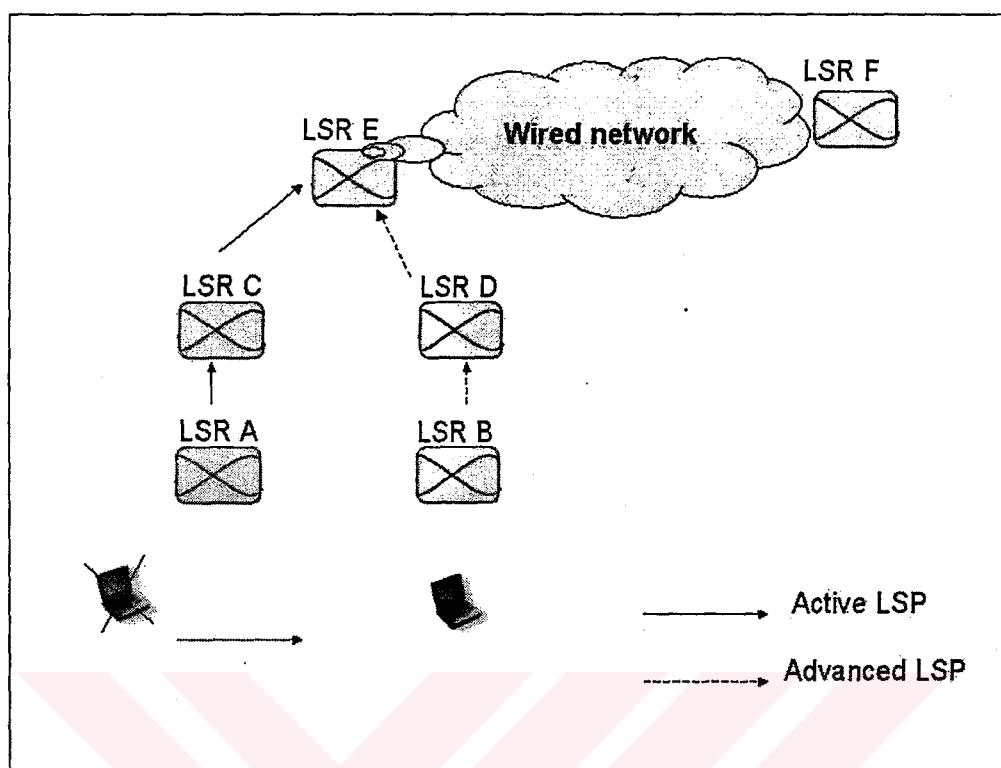 LSR F
LSR E
Wired network
LSR C
LSR D
LSR A
LSR B
Active LSP
Advanced LSP